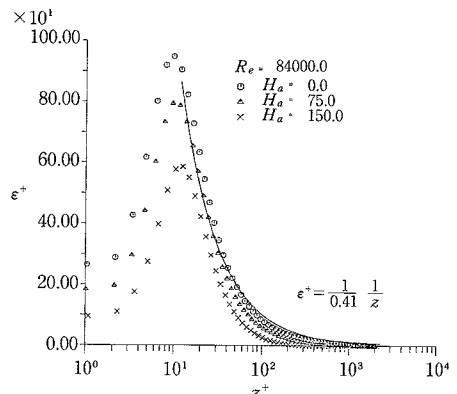 ×10¹
100.00
80.00
60.00
40.00
20.00
0.00
ε⁺
Rₑ = 84000.0
⊙ Hₐ = 0.0
▵ Hₐ = 75.0
× Hₐ = 150.0
ε⁺ = 1/0.41 1/z
10⁰ 10¹ 10² 10³ 10⁴
z⁺